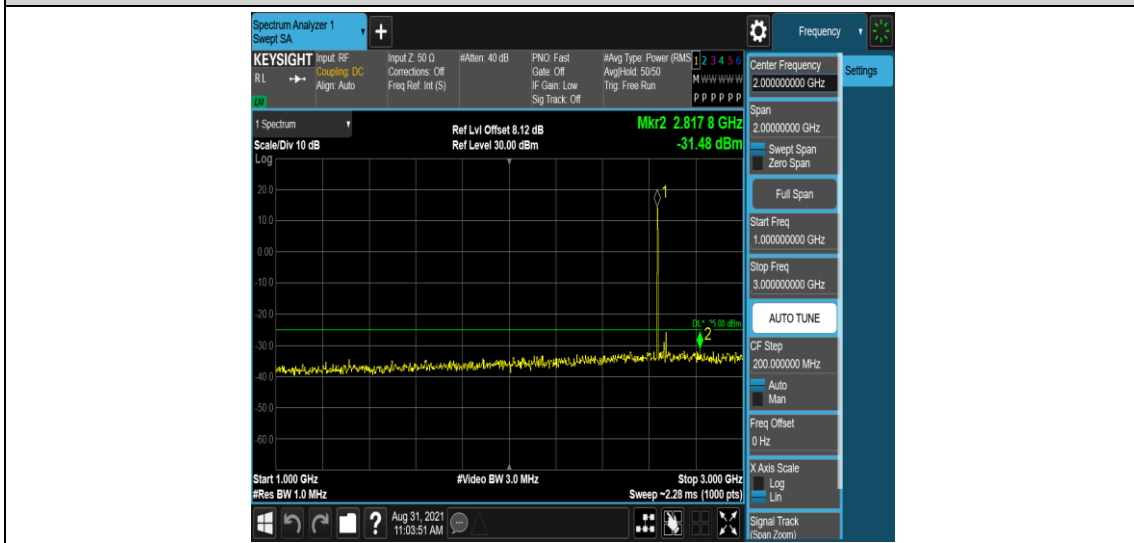 Spectrum Analyzer 1
Swept SA
Frequency
KEYSIGHT
RL
Input: RF
Coupling: DC
Align: Auto
Input Z: 50 Ω
Corrections: Off
Freq Ref: Int (S)
#Atten: 40 dB
PNO: Fast
Gate: Off
IF Gain: Low
Sig Track: Off
#Avg Type: Power (RMS
Avg|Hold: 50/50
Trig: Free Run
1 2 3 4 5 6
M W W W W W
P P P P P P
1 Spectrum
Scale/Div 10 dB
Ref Lvl Offset 8.12 dB
Ref Level 30.00 dBm
Mkr2 2.817 8 GHz
-31.48 dBm
Log
20.0
10.0
0.00
-10.0
-20.0
-30.0
-40.0
-50.0
-60.0
1
2
Start 1.000 GHz
#Res BW 1.0 MHz
#Video BW 3.0 MHz
Stop 3.000 GHz
Sweep ~2.28 ms (1000 pts)
Aug 31, 2021
11:03:51 AM
Center Frequency
2.000000000 GHz
Settings
Span
2.00000000 GHz
Swept Span
Zero Span
Full Span
Start Freq
1.000000000 GHz
Stop Freq
3.000000000 GHz
AUTO TUNE
CF Step
200.000000 MHz
Auto
Man
Freq Offset
0 Hz
X Axis Scale
Log
Lin
Signal Track
(Span Zoom)